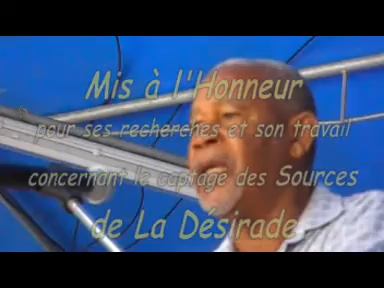 Mis à l'Honneur
pour ses recherches et son travail
concernant le captage des Sources
de La Désirade